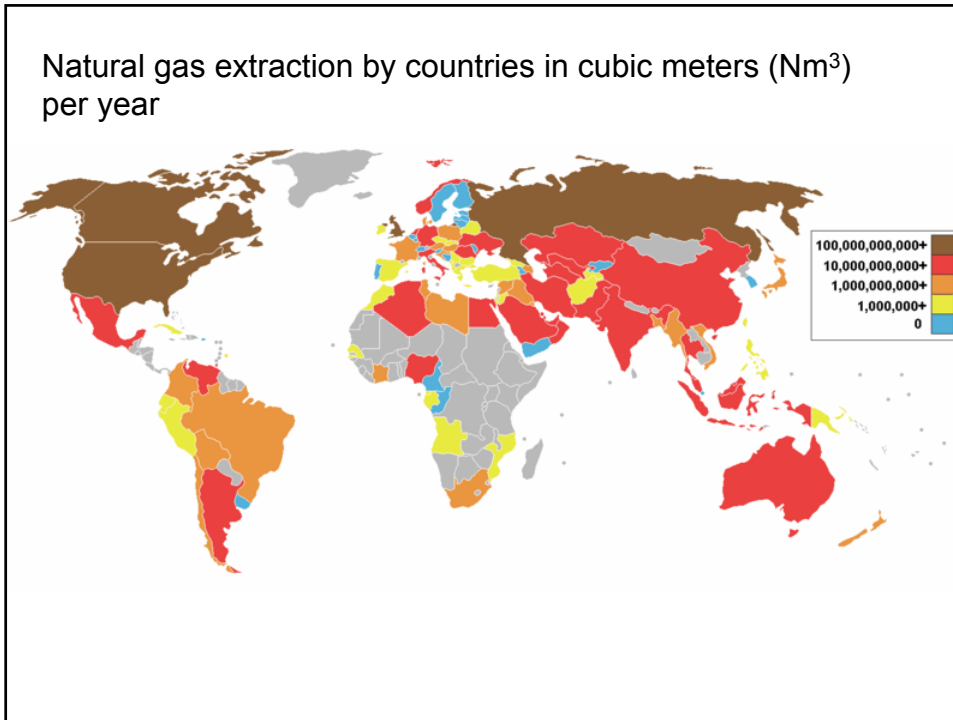 Natural gas extraction by countries in cubic meters (Nm³)
per year
100,000,000,000+
10,000,000,000+
1,000,000,000+
1,000,000+
0